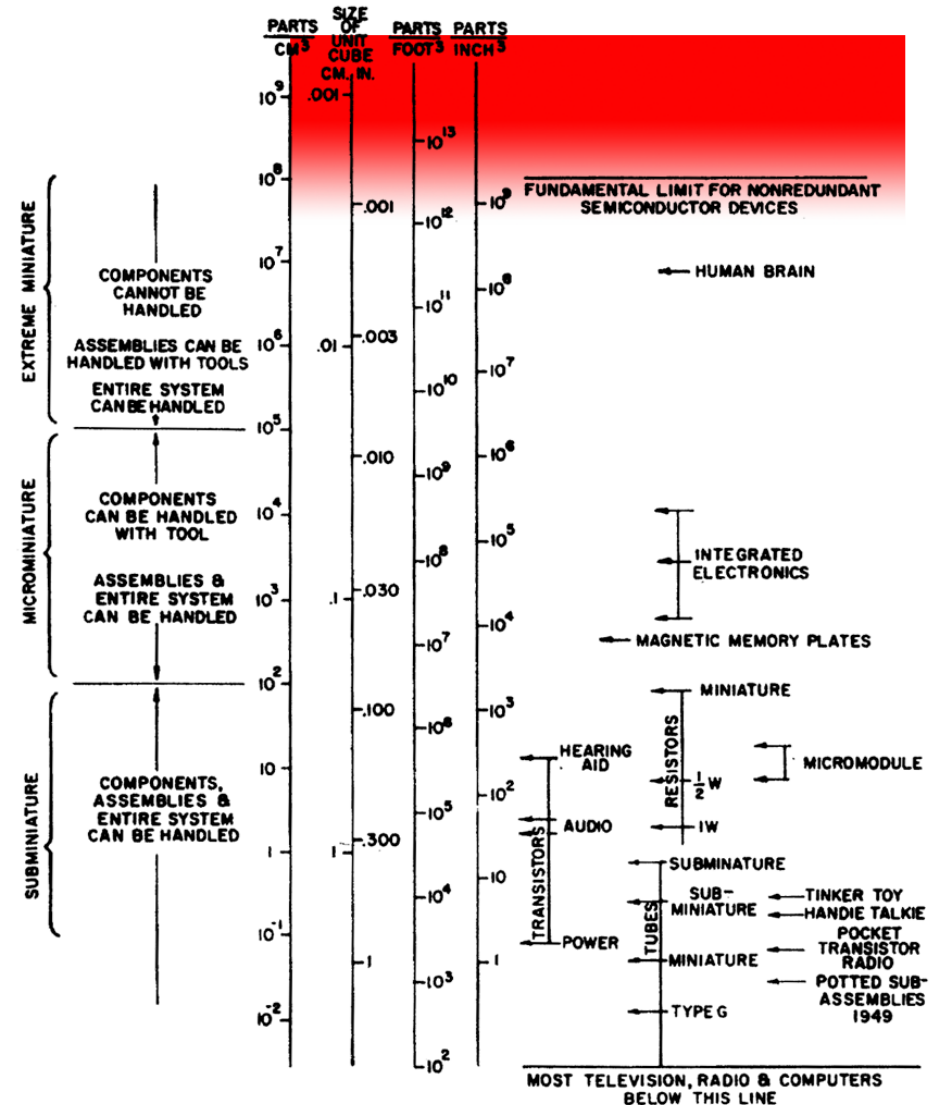 PARTS
CM³
SIZE
OF
UNIT
CUBE
CM. IN.
PARTS
FOOT³
PARTS
INCH³
EXTREME MINIATURE
COMPONENTS
CANNOT BE
HANDLED
ASSEMBLIES CAN BE
HANDLED WITH TOOLS
ENTIRE SYSTEM
CAN BE HANDLED
MICROMINIATURE
COMPONENTS
CAN BE HANDLED
WITH TOOL
ASSEMBLIES &
ENTIRE SYSTEM
CAN BE HANDLED
SUBMINIATURE
COMPONENTS,
ASSEMBLIES &
ENTIRE SYSTEM
CAN BE HANDLED
10⁹
10⁸
10⁷
10⁶
10⁵
10⁴
10³
10²
10
1
10⁻¹
10⁻²
.001
.01
.1
1
.001
.003
.010
.030
.100
.300
1
10¹³
10¹²
10¹¹
10¹⁰
10⁹
10⁸
10⁷
10⁶
10⁵
10⁴
10³
10²
10⁹
10⁸
10⁷
10⁶
10⁵
10⁴
10³
10²
10
1
FUNDAMENTAL LIMIT FOR NONREDUNDANT
SEMICONDUCTOR DEVICES
HUMAN BRAIN
INTEGRATED
ELECTRONICS
MAGNETIC MEMORY PLATES
TRANSISTORS
HEARING
AID
AUDIO
POWER
RESISTORS
MINIATURE
1/2 W
1W
MICROMODULE
TUBES
SUBMINATURE
SUB-
MINIATURE
MINIATURE
TYPE G
TINKER TOY
HANDIE TALKIE
POCKET
TRANSISTOR
RADIO
POTTED SUB-
ASSEMBLIES
1949
MOST TELEVISION, RADIO & COMPUTERS
BELOW THIS LINE